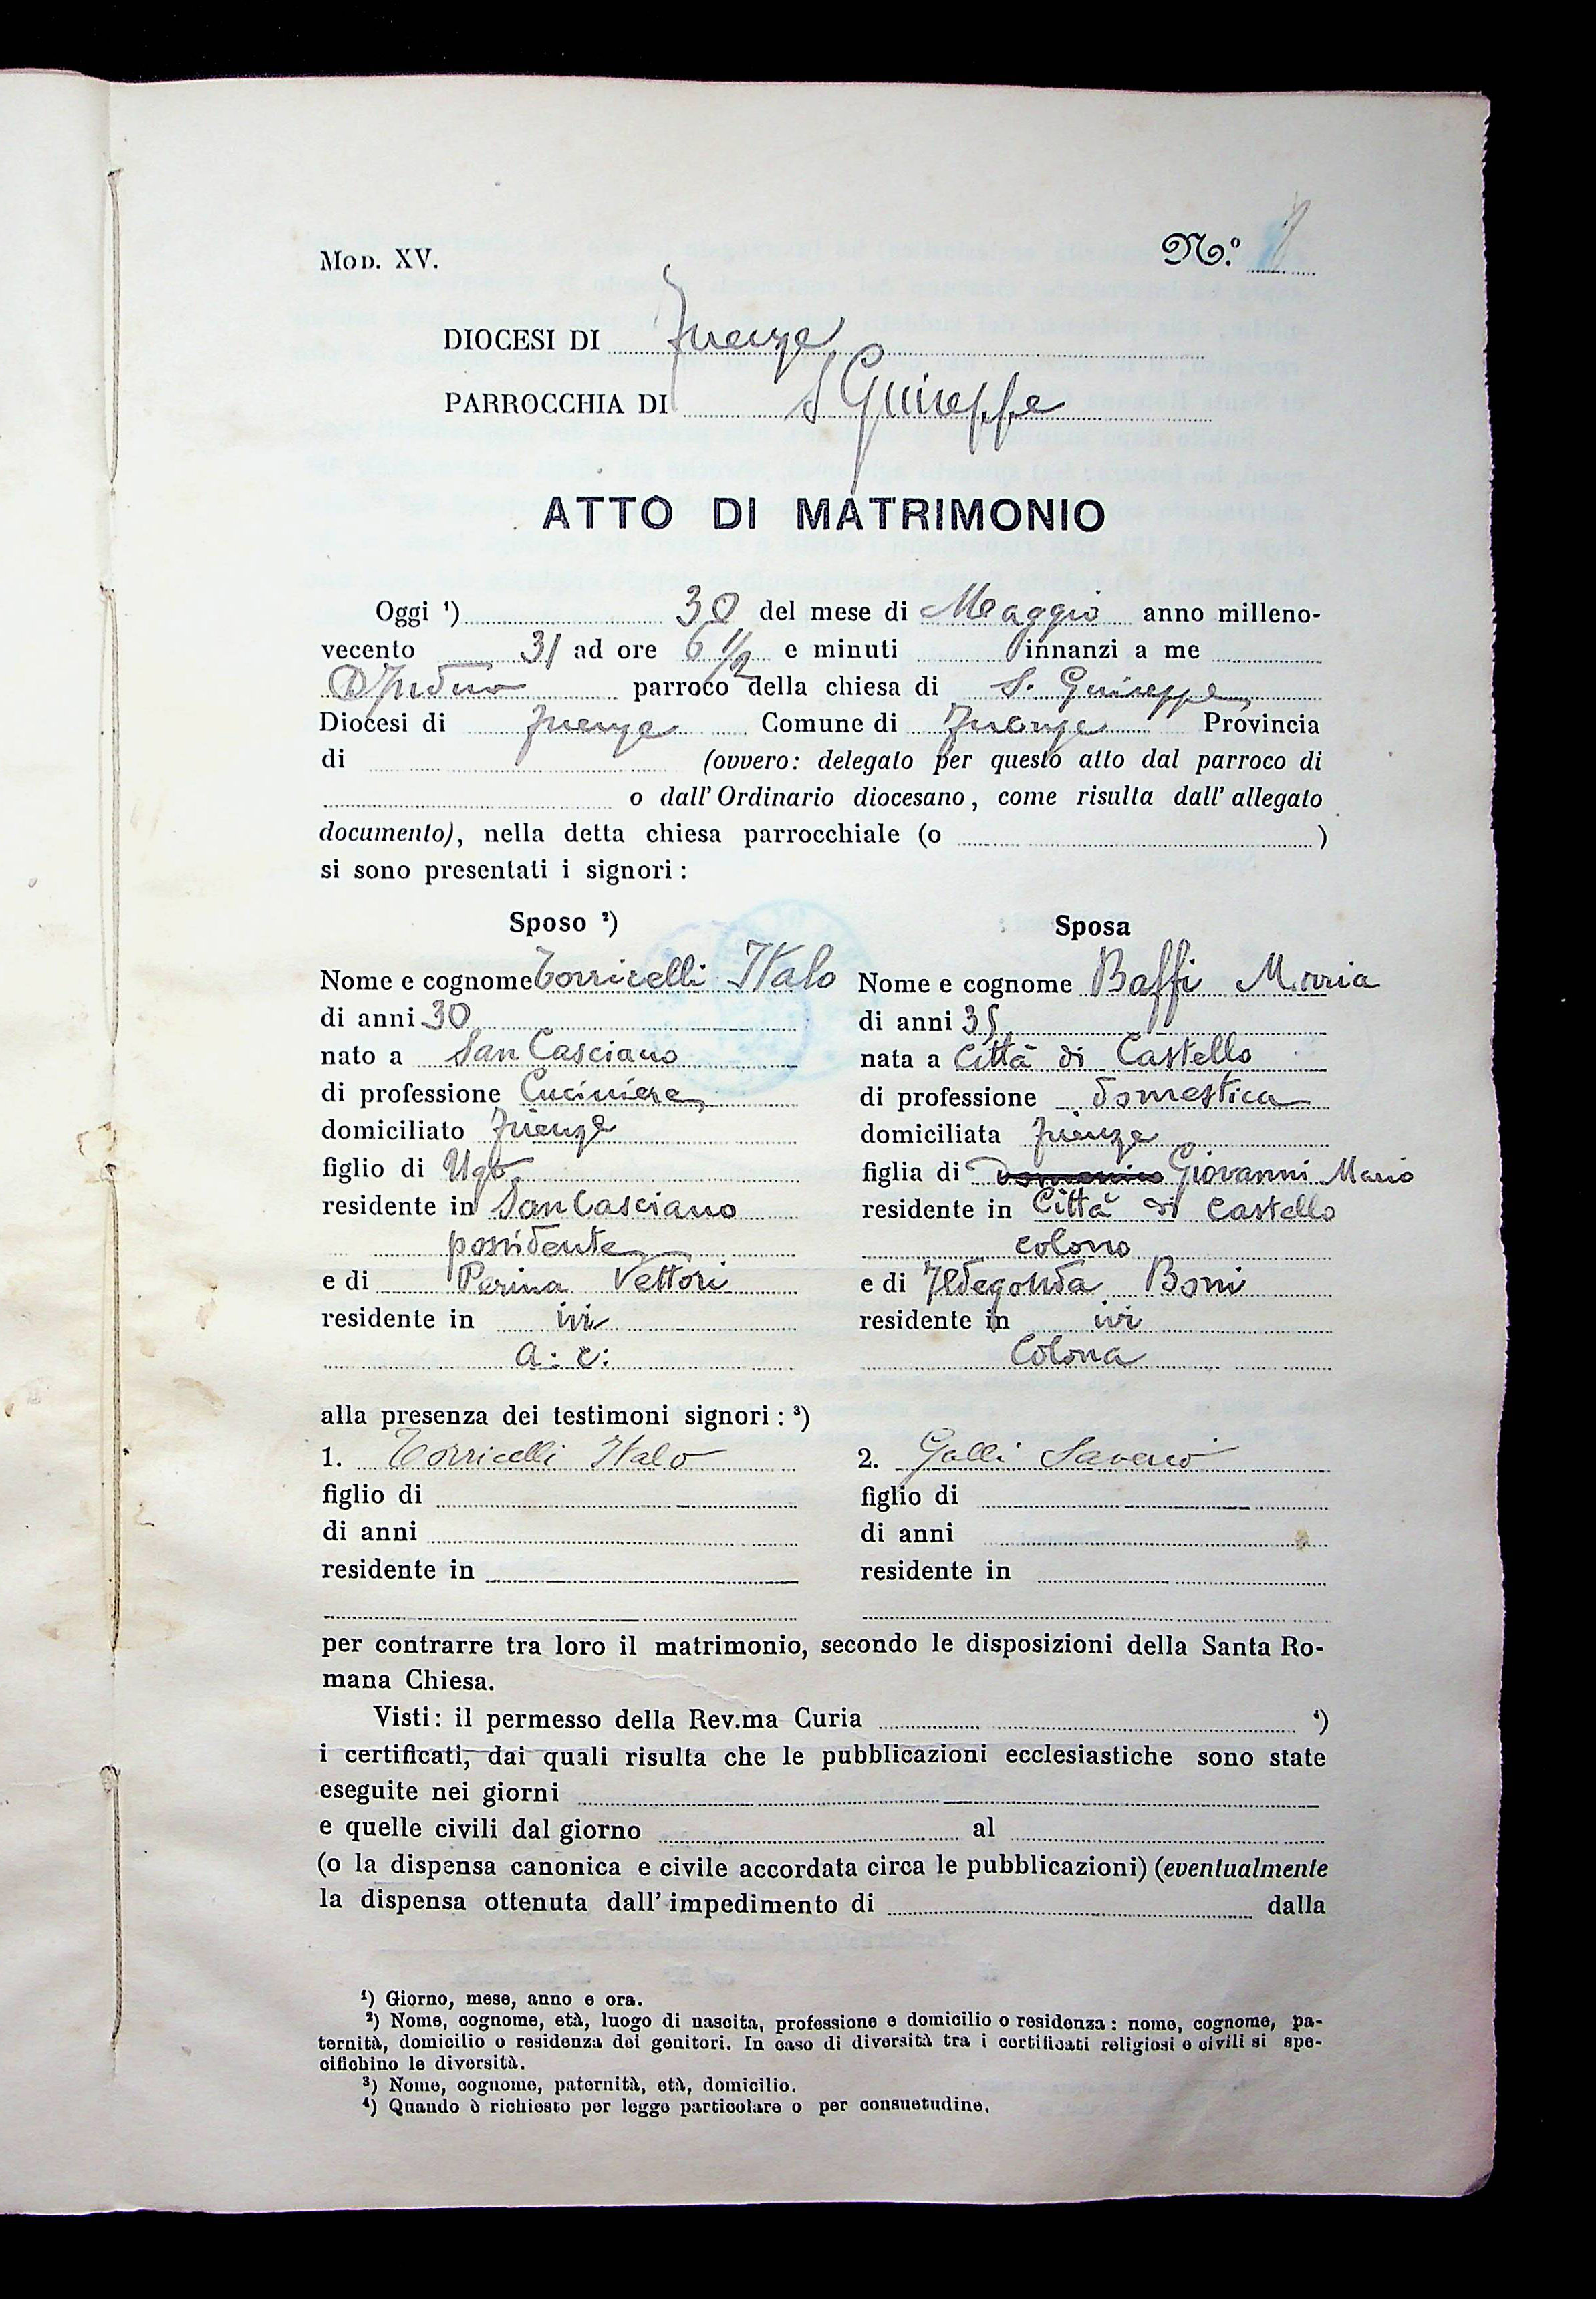 Mod. XV.
N.º
DIOCESI DI Firenze
PARROCCHIA DI S Giuseppe
ATTO DI MATRIMONIO
Oggi ¹) 30 del mese di Maggio anno milleno-
vecento 31 ad ore 6 1/2 e minuti innanzi a me
parroco della chiesa di S. Giuseppe
Diocesi di Firenze Comune di Firenze Provincia
di (ovvero: delegato per questo atto dal parroco di
o dall'Ordinario diocesano, come risulta dall'allegato
documento), nella detta chiesa parrocchiale (o )
si sono presentati i signori:
Sposo ²)
Nome e cognome Torricelli Italo
di anni 30
nato a San Casciano
di professione Cuciniere
domiciliato Firenze
figlio di Ugo
residente in San Casciano
possidente
e di Perina Vettori
residente in ivi
a: c:
Sposa
Nome e cognome Baffi Maria
di anni 35
nata a Città di Castello
di professione domestica
domiciliata Firenze
figlia di Domenico Giovanni Mario
residente in Città di Castello
colono
e di Ildegonda Boni
residente in ivi
Colona
alla presenza dei testimoni signori: ³)
1. Torricelli Italo
figlio di
di anni
residente in
2. Galli Saverio
figlio di
di anni
residente in
per contrarre tra loro il matrimonio, secondo le disposizioni della Santa Ro-
mana Chiesa.
Visti: il permesso della Rev.ma Curia ⁴)
i certificati, dai quali risulta che le pubblicazioni ecclesiastiche sono state
eseguite nei giorni
e quelle civili dal giorno al
(o la dispensa canonica e civile accordata circa le pubblicazioni) (eventualmente
la dispensa ottenuta dall'impedimento di dalla
¹) Giorno, mese, anno e ora.
²) Nome, cognome, età, luogo di nascita, professione e domicilio o residenza: nome, cognome, pa-
ternità, domicilio o residenza dei genitori. In caso di diversità tra i certificati religiosi e civili si spe-
cifichino le diversità.
³) Nome, cognome, paternità, età, domicilio.
⁴) Quando è richiesto per legge particolare o per consuetudine.